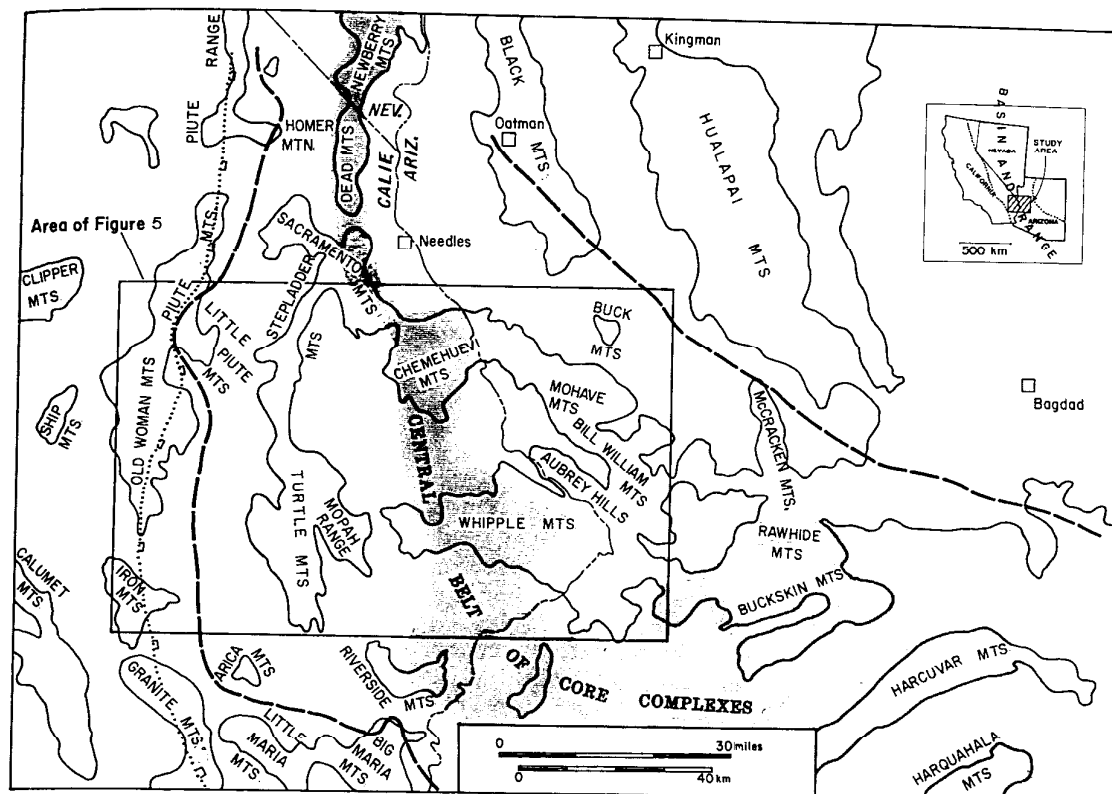 PIUTE RANGE
NEWBERRY MTS
BLACK MTS.
Kingman
HUALAPAI MTS
Oatman
HOMER MTN.
NEV.
DEAD MTS
CALIF
ARIZ.
BASIN AND RANGE
NEVADA
STUDY AREA
CALIFORNIA
ARIZONA
500 km
Area of Figure 5
SACRAMENTO MTS.
Needles
CLIPPER MTS.
PIUTE MTS.
LITTLE PIUTE MTS
STEPLADDER MTS
BUCK MTS
CHEMEHUEVI MTS
MOHAVE MTS
Bagdad
SHIP MTS
OLD WOMAN MTS
BILL WILLIAM MTS
McCRACKEN MTS.
CENTRAL BELT OF CORE COMPLEXES
AUBREY HILLS
TURTLE MTS
MOPAH RANGE
WHIPPLE MTS.
RAWHIDE MTS
CALUMET MTS
IRON MTS.
BUCKSKIN MTS
ARICA MTS
RIVERSIDE MTS
GRANITE MTS.
HARCUVAR MTS
LITTLE MARIA MTS.
BIG MARIA MTS
0 30 miles
0 40 km
HARQUAHALA MTS